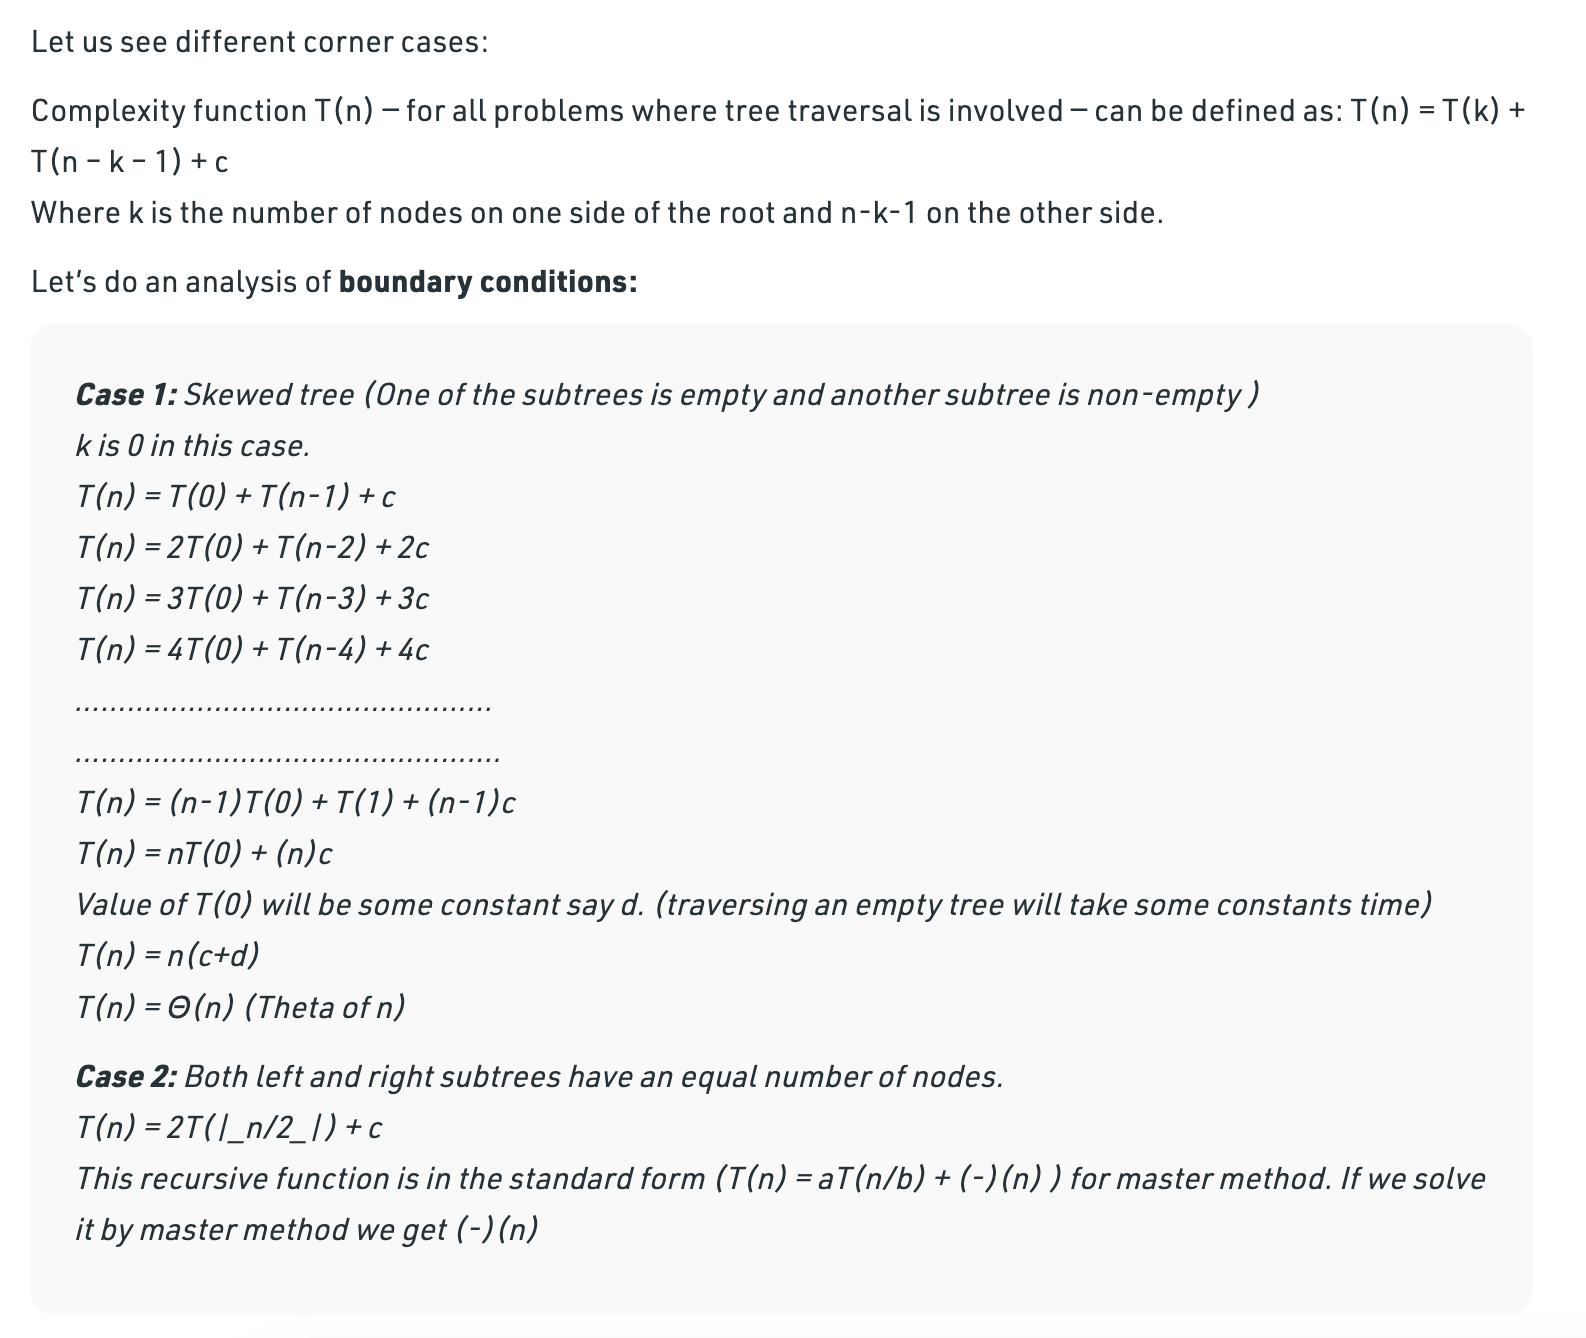 Let us see different corner cases:
Complexity function T(n) — for all problems where tree traversal is involved — can be defined as: T(n) = T(k) +
T(n – k – 1) + c
Where k is the number of nodes on one side of the root and n-k-1 on the other side.
Let's do an analysis of boundary conditions:
Case 1: Skewed tree (One of the subtrees is empty and another subtree is non-empty )
k is 0 in this case.
T(n) = T(0) + T(n-1) + c
T(n) = 2T(0) + T(n-2) + 2c
T(n) = 3T(0) + T(n-3) + 3c
T(n) = 4T(0) + T(n-4) + 4c
................................................
.................................................
T(n) = (n-1)T(0) + T(1) + (n-1)c
T(n) = nT(0) + (n)c
Value of T(0) will be some constant say d. (traversing an empty tree will take some constants time)
T(n) = n(c+d)
T(n) = Θ(n) (Theta of n)
Case 2: Both left and right subtrees have an equal number of nodes.
T(n) = 2T(|_n/2_|) + c
This recursive function is in the standard form (T(n) = aT(n/b) + (-)(n) ) for master method. If we solve
it by master method we get (-)(n)